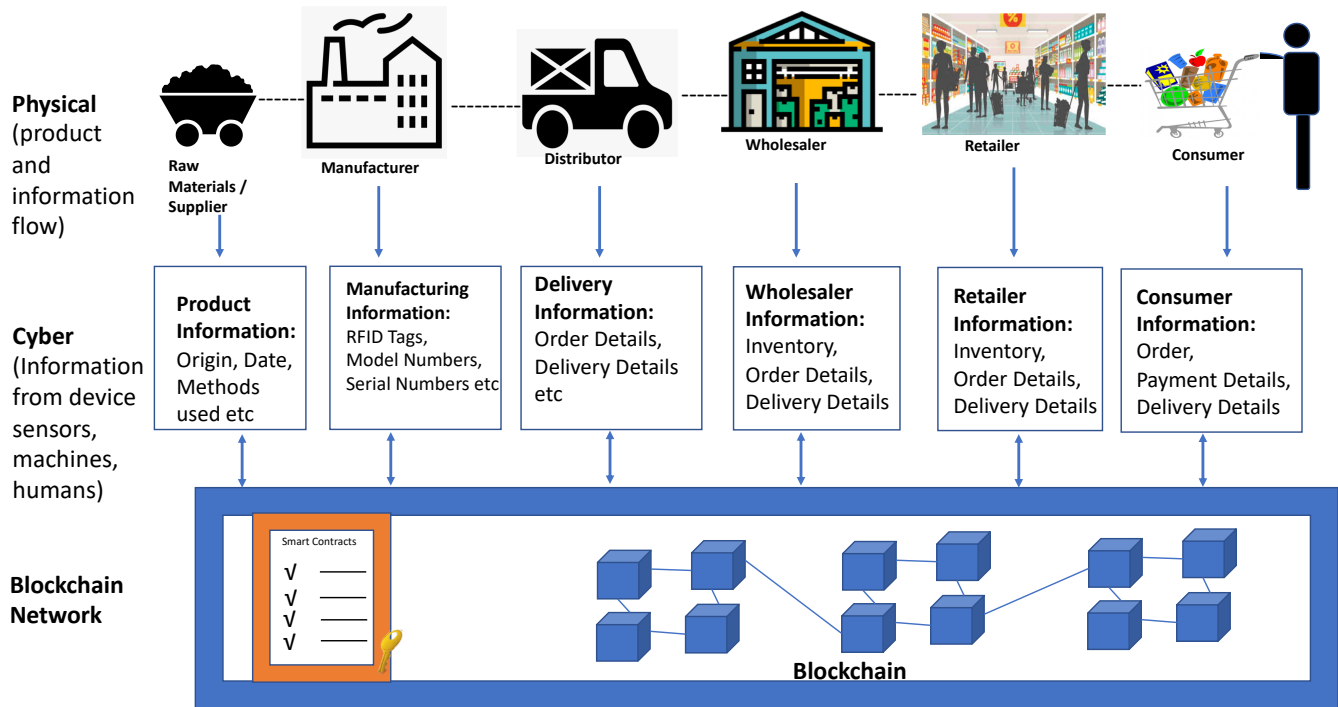 Physical
(product
and
information
flow)
Raw
Materials /
Supplier
Manufacturer
Distributor
Wholesaler
%
Retailer
Consumer
Cyber
(Information
from device
sensors,
machines,
humans)
Product
Information:
Origin, Date,
Methods
used etc
Manufacturing
Information:
RFID Tags,
Model Numbers,
Serial Numbers etc
Delivery
Information:
Order Details,
Delivery Details
etc
Wholesaler
Information:
Inventory,
Order Details,
Delivery Details
Retailer
Information:
Inventory,
Order Details,
Delivery Details
Consumer
Information:
Order,
Payment Details,
Delivery Details
Blockchain
Network
Smart Contracts
√
√
√
√
Blockchain